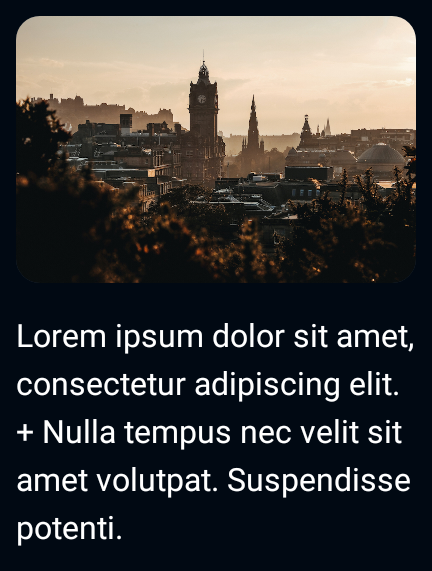 Lorem ipsum dolor sit amet,
consectetur adipiscing elit.
+ Nulla tempus nec velit sit
amet volutpat. Suspendisse
potenti.